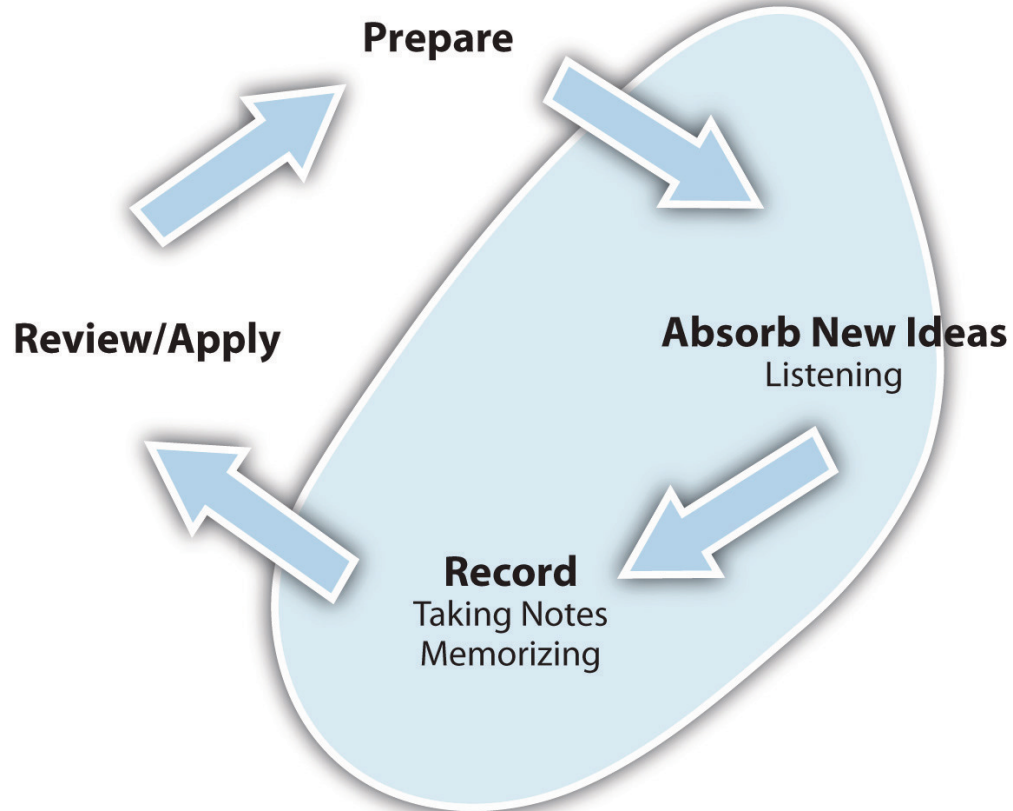 Prepare
Absorb New Ideas
Listening
Record
Taking Notes
Memorizing
Review/Apply